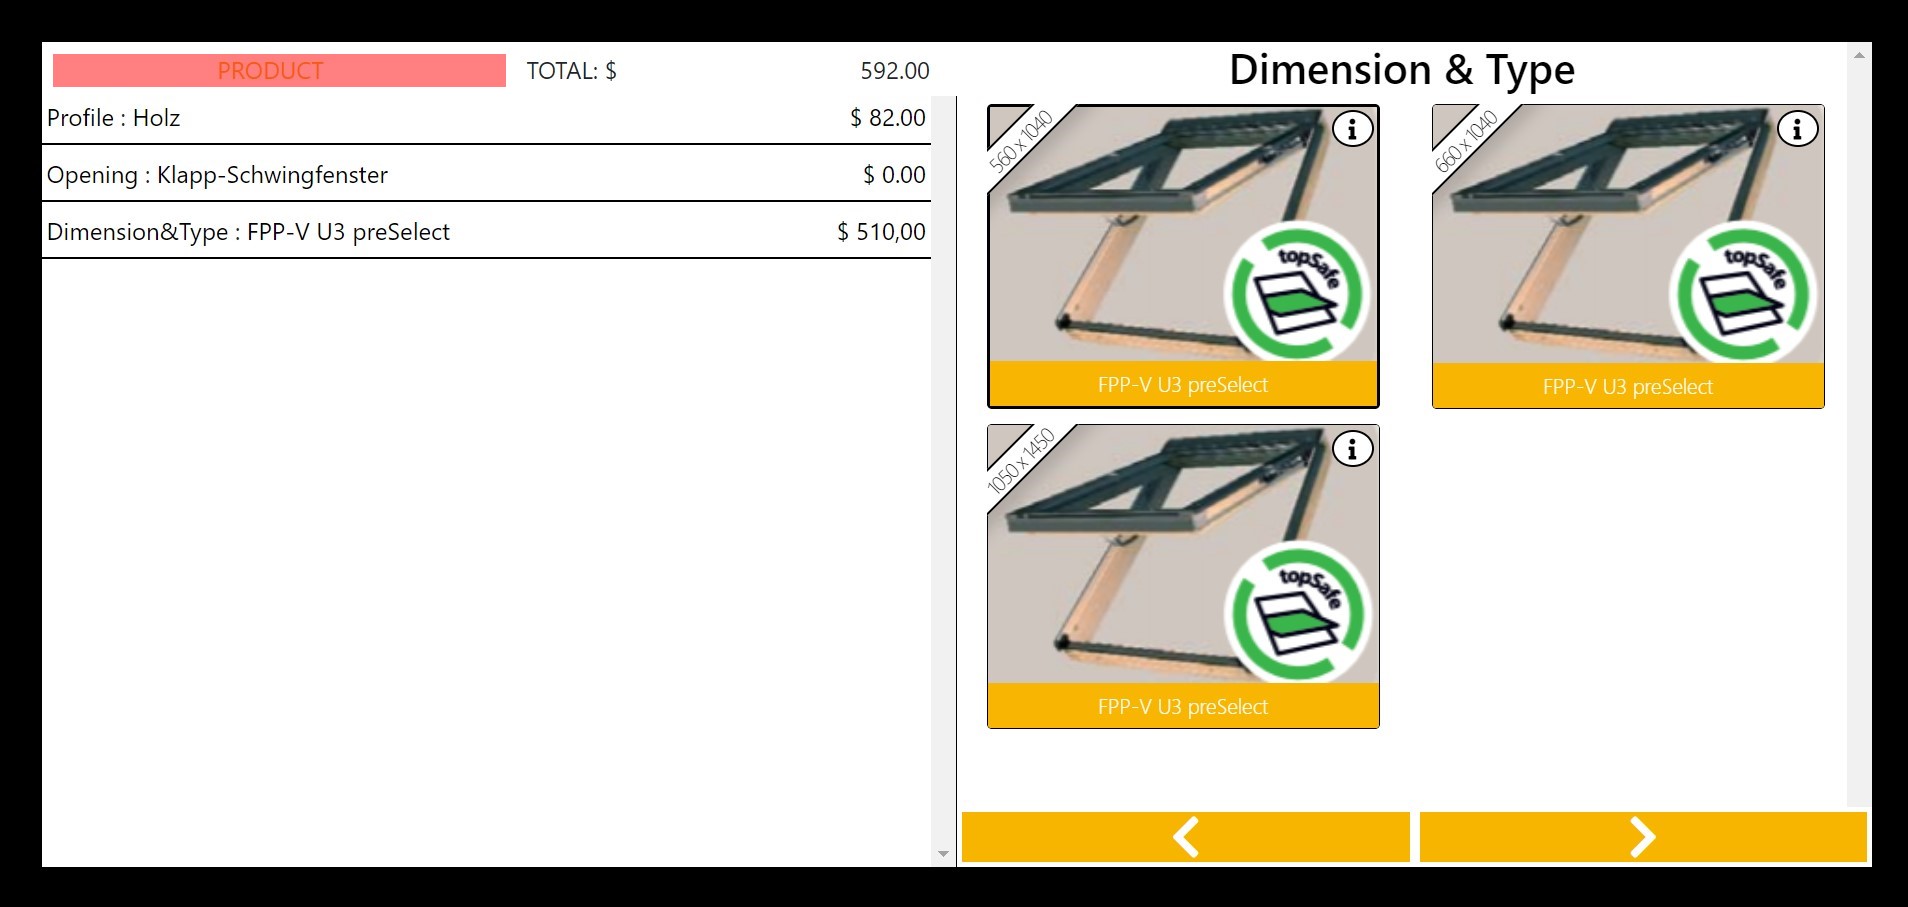 PRODUCT TOTAL: $ 592.00
Profile : Holz $ 82.00
Opening : Klapp-Schwingfenster $ 0.00
Dimension&Type : FPP-V U3 preSelect $ 510,00
Dimension & Type
560 x 1040
i
topSafe
FPP-V U3 preSelect
660 x 1040
i
topSafe
FPP-V U3 preSelect
1050 x 1450
i
topSafe
FPP-V U3 preSelect